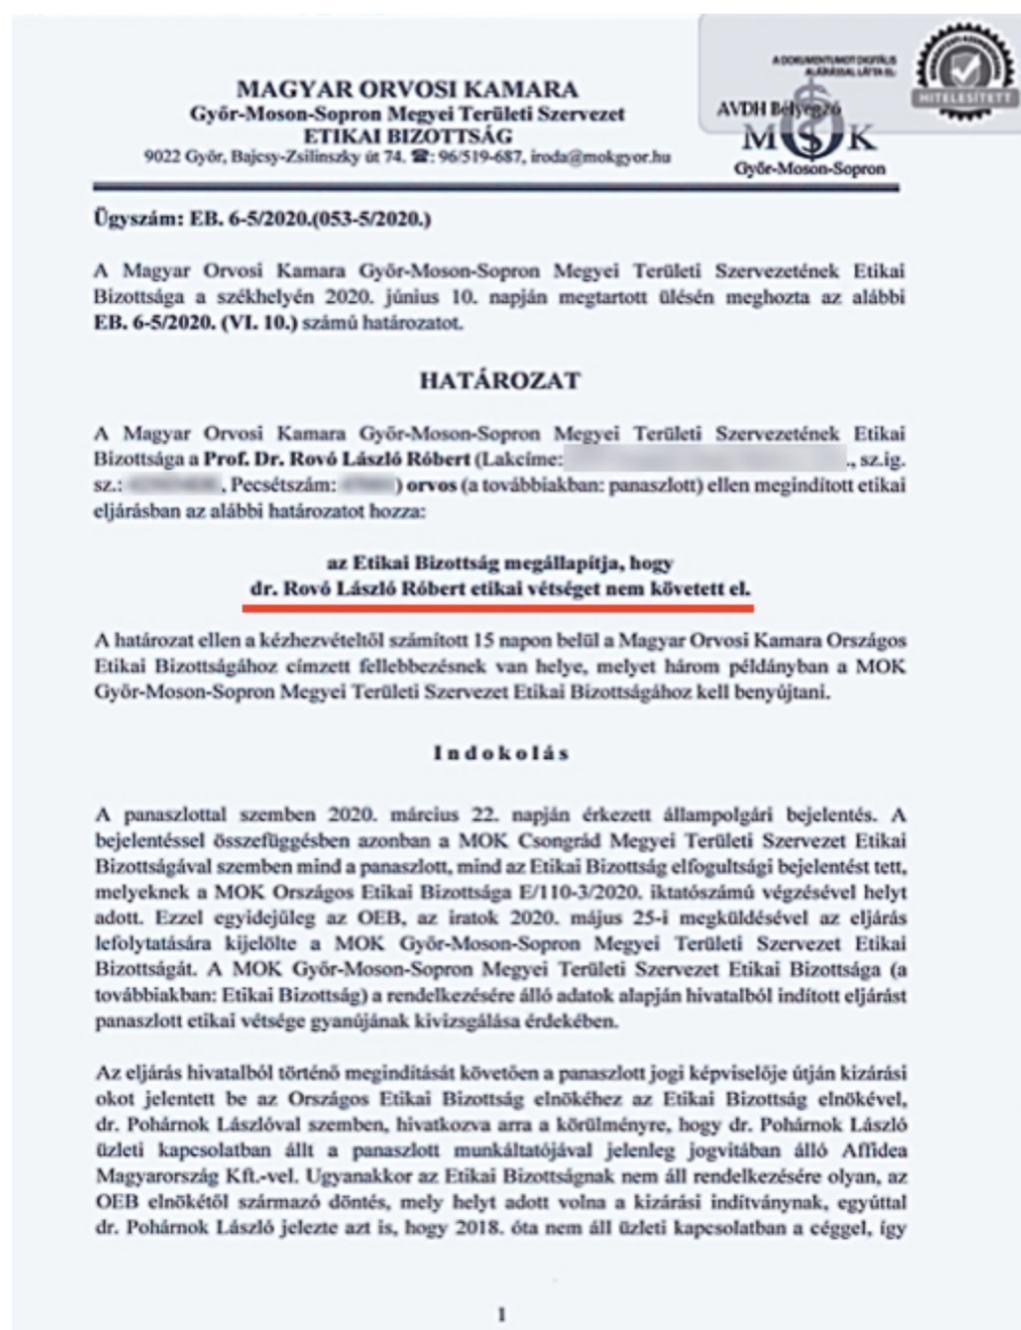 A DOKUMENTUMOT DIGITÁLIS
ALÁÍRÁSSAL LÁTTA EL:
AVDH Bélyegző
HITELESÍTETT
MAGYAR ORVOSI KAMARA
Győr-Moson-Sopron Megyei Területi Szervezet
ETIKAI BIZOTTSÁG
9022 Győr, Bajcsy-Zsilinszky út 74. ☎: 96/519-687, iroda@mokgyor.hu
MOK
Győr-Moson-Sopron
Ügyszám: EB. 6-5/2020.(053-5/2020.)
A Magyar Orvosi Kamara Győr-Moson-Sopron Megyei Területi Szervezetének Etikai
Bizottsága a székhelyén 2020. június 10. napján megtartott ülésén meghozta az alábbi
EB. 6-5/2020. (VI. 10.) számú határozatot.
HATÁROZAT
A Magyar Orvosi Kamara Győr-Moson-Sopron Megyei Területi Szervezetének Etikai
Bizottsága a Prof. Dr. Rovó László Róbert (Lakcíme: ., sz.ig.
sz.: , Pecsétszám: ) orvos (a továbbiakban: panaszlott) ellen megindított etikai
eljárásban az alábbi határozatot hozza:
az Etikai Bizottság megállapítja, hogy
dr. Rovó László Róbert etikai vétséget nem követett el.
A határozat ellen a kézhezvételtől számított 15 napon belül a Magyar Orvosi Kamara Országos
Etikai Bizottságához címzett fellebbezésnek van helye, melyet három példányban a MOK
Győr-Moson-Sopron Megyei Területi Szervezet Etikai Bizottságához kell benyújtani.
Indokolás
A panaszlottal szemben 2020. március 22. napján érkezett állampolgári bejelentés. A
bejelentéssel összefüggésben azonban a MOK Csongrád Megyei Területi Szervezet Etikai
Bizottságával szemben mind a panaszlott, mind az Etikai Bizottság elfogultsági bejelentést tett,
melyeknek a MOK Országos Etikai Bizottsága E/110-3/2020. iktatószámú végzésével helyt
adott. Ezzel egyidejűleg az OEB, az iratok 2020. május 25-i megküldésével az eljárás
lefolytatására kijelölte a MOK Győr-Moson-Sopron Megyei Területi Szervezet Etikai
Bizottságát. A MOK Győr-Moson-Sopron Megyei Területi Szervezet Etikai Bizottsága (a
továbbiakban: Etikai Bizottság) a rendelkezésére álló adatok alapján hivatalból indított eljárást
panaszlott etikai vétsége gyanújának kivizsgálása érdekében.
Az eljárás hivatalból történő megindítását követően a panaszlott jogi képviselője útján kizárási
okot jelentett be az Országos Etikai Bizottság elnökéhez az Etikai Bizottság elnökével,
dr. Pohárnok Lászlóval szemben, hivatkozva arra a körülményre, hogy dr. Pohárnok László
üzleti kapcsolatban állt a panaszlott munkáltatójával jelenleg jogvitában álló Affidea
Magyarország Kft.-vel. Ugyanakkor az Etikai Bizottságnak nem áll rendelkezésére olyan, az
OEB elnökétől származó döntés, mely helyt adott volna a kizárási indítványnak, egyúttal
dr. Pohárnok László jelezte azt is, hogy 2018. óta nem áll üzleti kapcsolatban a céggel, így
1